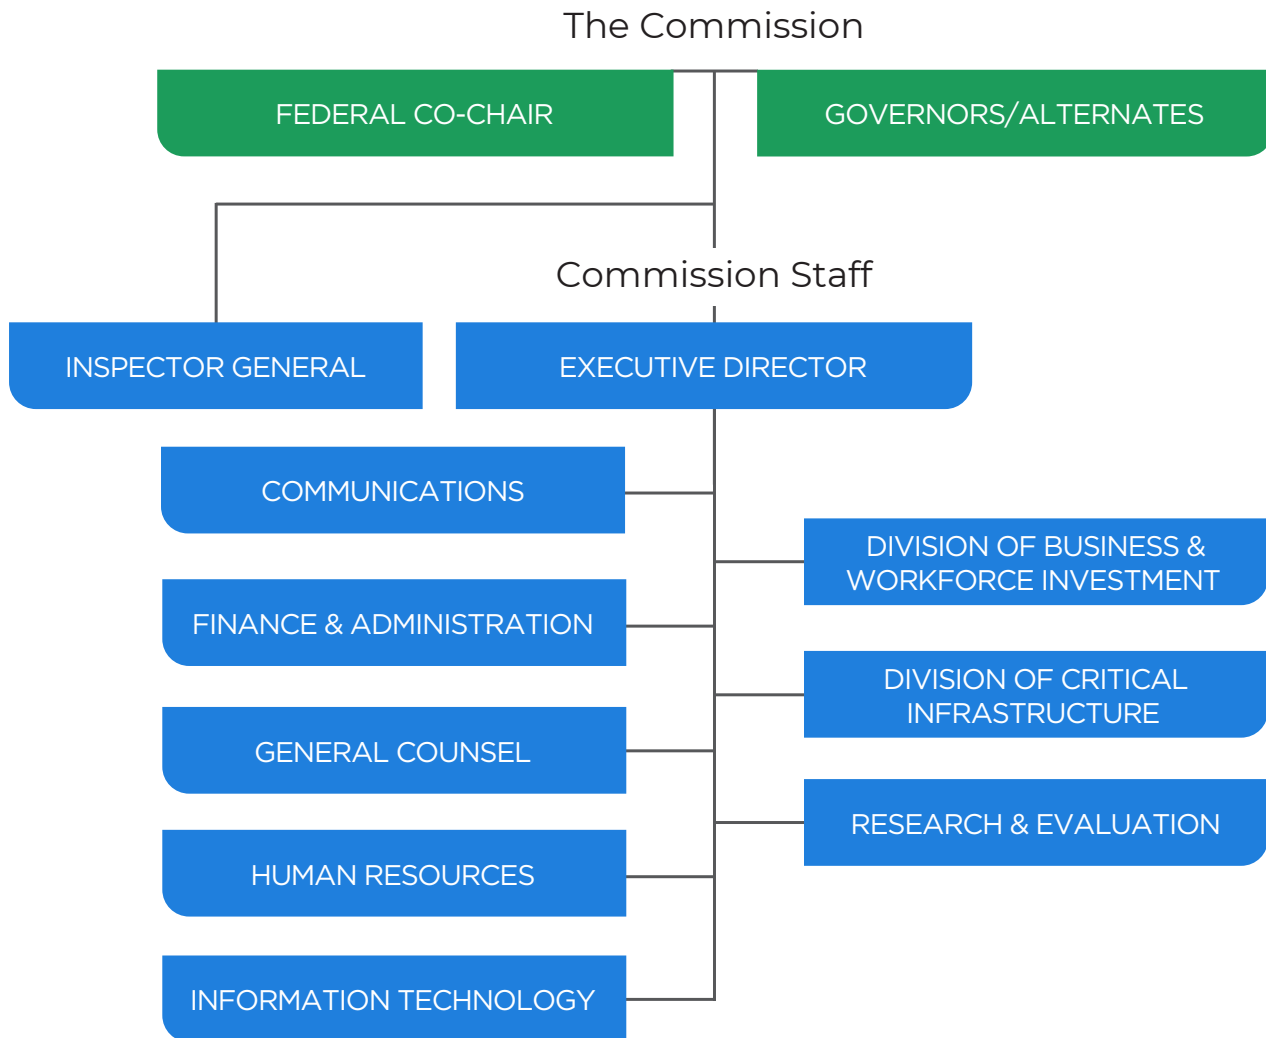 The Commission
FEDERAL CO-CHAIR
GOVERNORS/ALTERNATES
Commission Staff
INSPECTOR GENERAL
EXECUTIVE DIRECTOR
COMMUNICATIONS
FINANCE & ADMINISTRATION
GENERAL COUNSEL
HUMAN RESOURCES
INFORMATION TECHNOLOGY
DIVISION OF BUSINESS &
WORKFORCE INVESTMENT
DIVISION OF CRITICAL
INFRASTRUCTURE
RESEARCH & EVALUATION